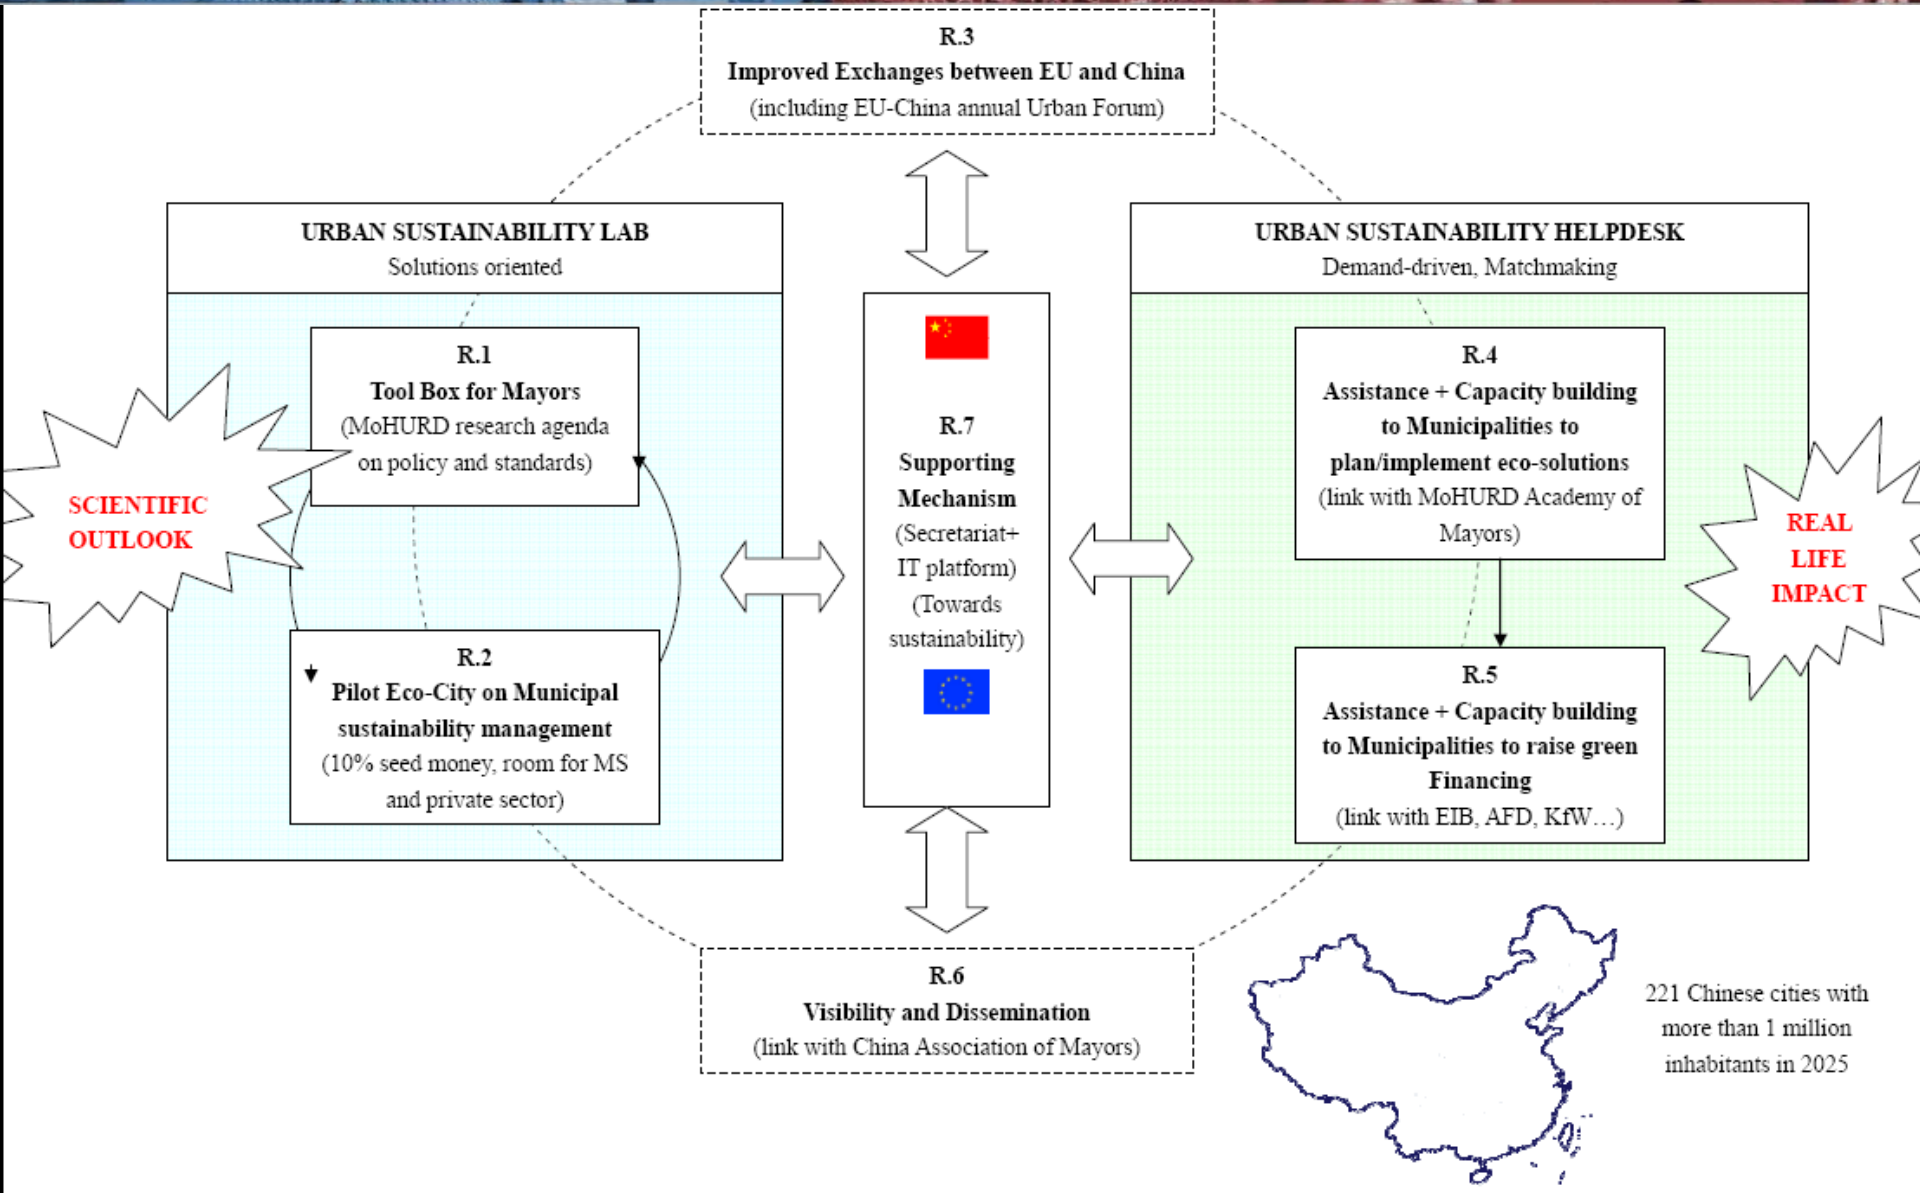 R.3
Improved Exchanges between EU and China
(including EU-China annual Urban Forum)
URBAN SUSTAINABILITY LAB
Solutions oriented
R.1
Tool Box for Mayors
(MoHURD research agenda
on policy and standards)
SCIENTIFIC
OUTLOOK
R.2
Pilot Eco-City on Municipal
sustainability management
(10% seed money, room for MS
and private sector)
R.7
Supporting
Mechanism
(Secretariat+
IT platform)
(Towards
sustainability)
URBAN SUSTAINABILITY HELPDESK
Demand-driven, Matchmaking
R.4
Assistance + Capacity building
to Municipalities to
plan/implement eco-solutions
(link with MoHURD Academy of
Mayors)
REAL
LIFE
IMPACT
R.5
Assistance + Capacity building
to Municipalities to raise green
Financing
(link with EIB, AFD, KfW…)
R.6
Visibility and Dissemination
(link with China Association of Mayors)
221 Chinese cities with
more than 1 million
inhabitants in 2025